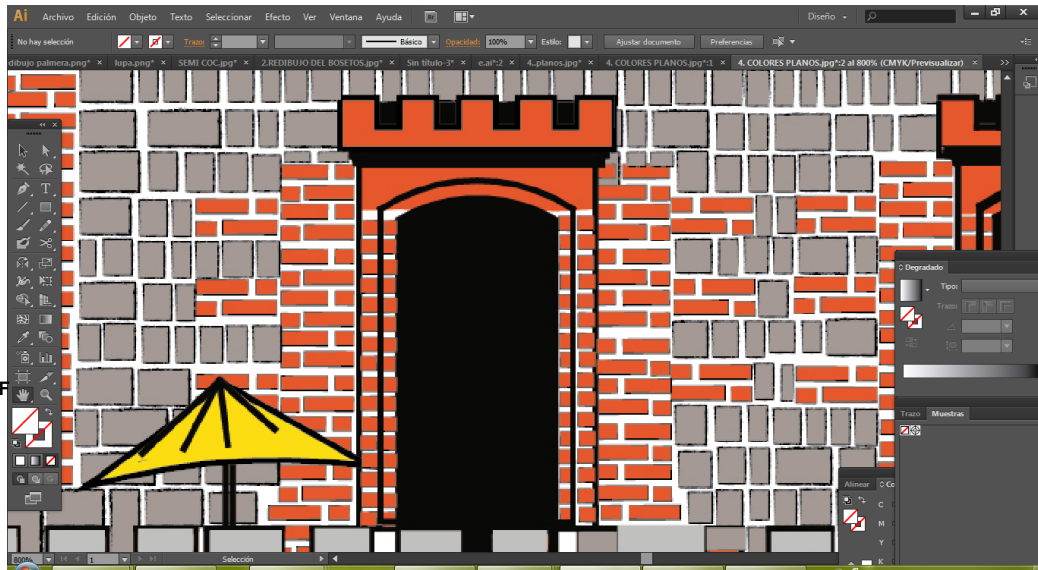 Ai Archivo Edición Objeto Texto Seleccionar Efecto Ver Ventana Ayuda Br Diseño
No hay selección Trazo: Básico Opacidad: 100% Estilo: Ajustar documento Preferencias
dibujo palmera.png* × lupa.png* × SEMI COC.jpg* × 2.REDIBUJO DEL BOSETOS.jpg* × Sin título-3* × e.ai*:2 × 4..planos.jpg* × 4. COLORES PLANOS.jpg*:1 × 4. COLORES PLANOS.jpg*:2 al 800% (CMYK/Previsualizar) ×
Degradado
Tipo:
Trazo:
F
Trazo Muestras
Alinear
C
M
Y
K
800% 1 Selección